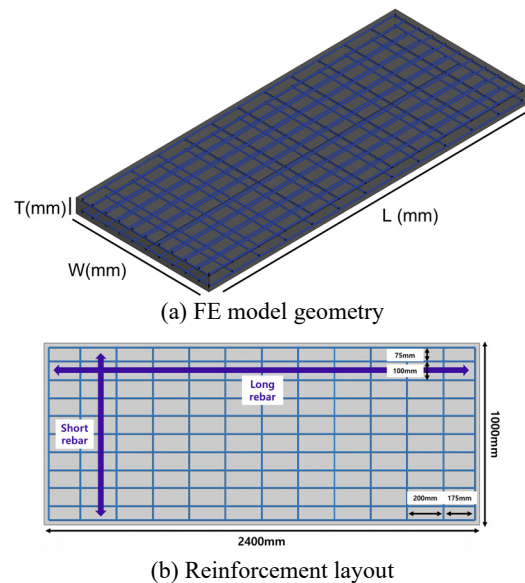 T(mm)
W(mm)
L (mm)
(a) FE model geometry
75mm
100mm
Long
rebar
Short
rebar
1000mm
200mm
175mm
2400mm
(b) Reinforcement layout